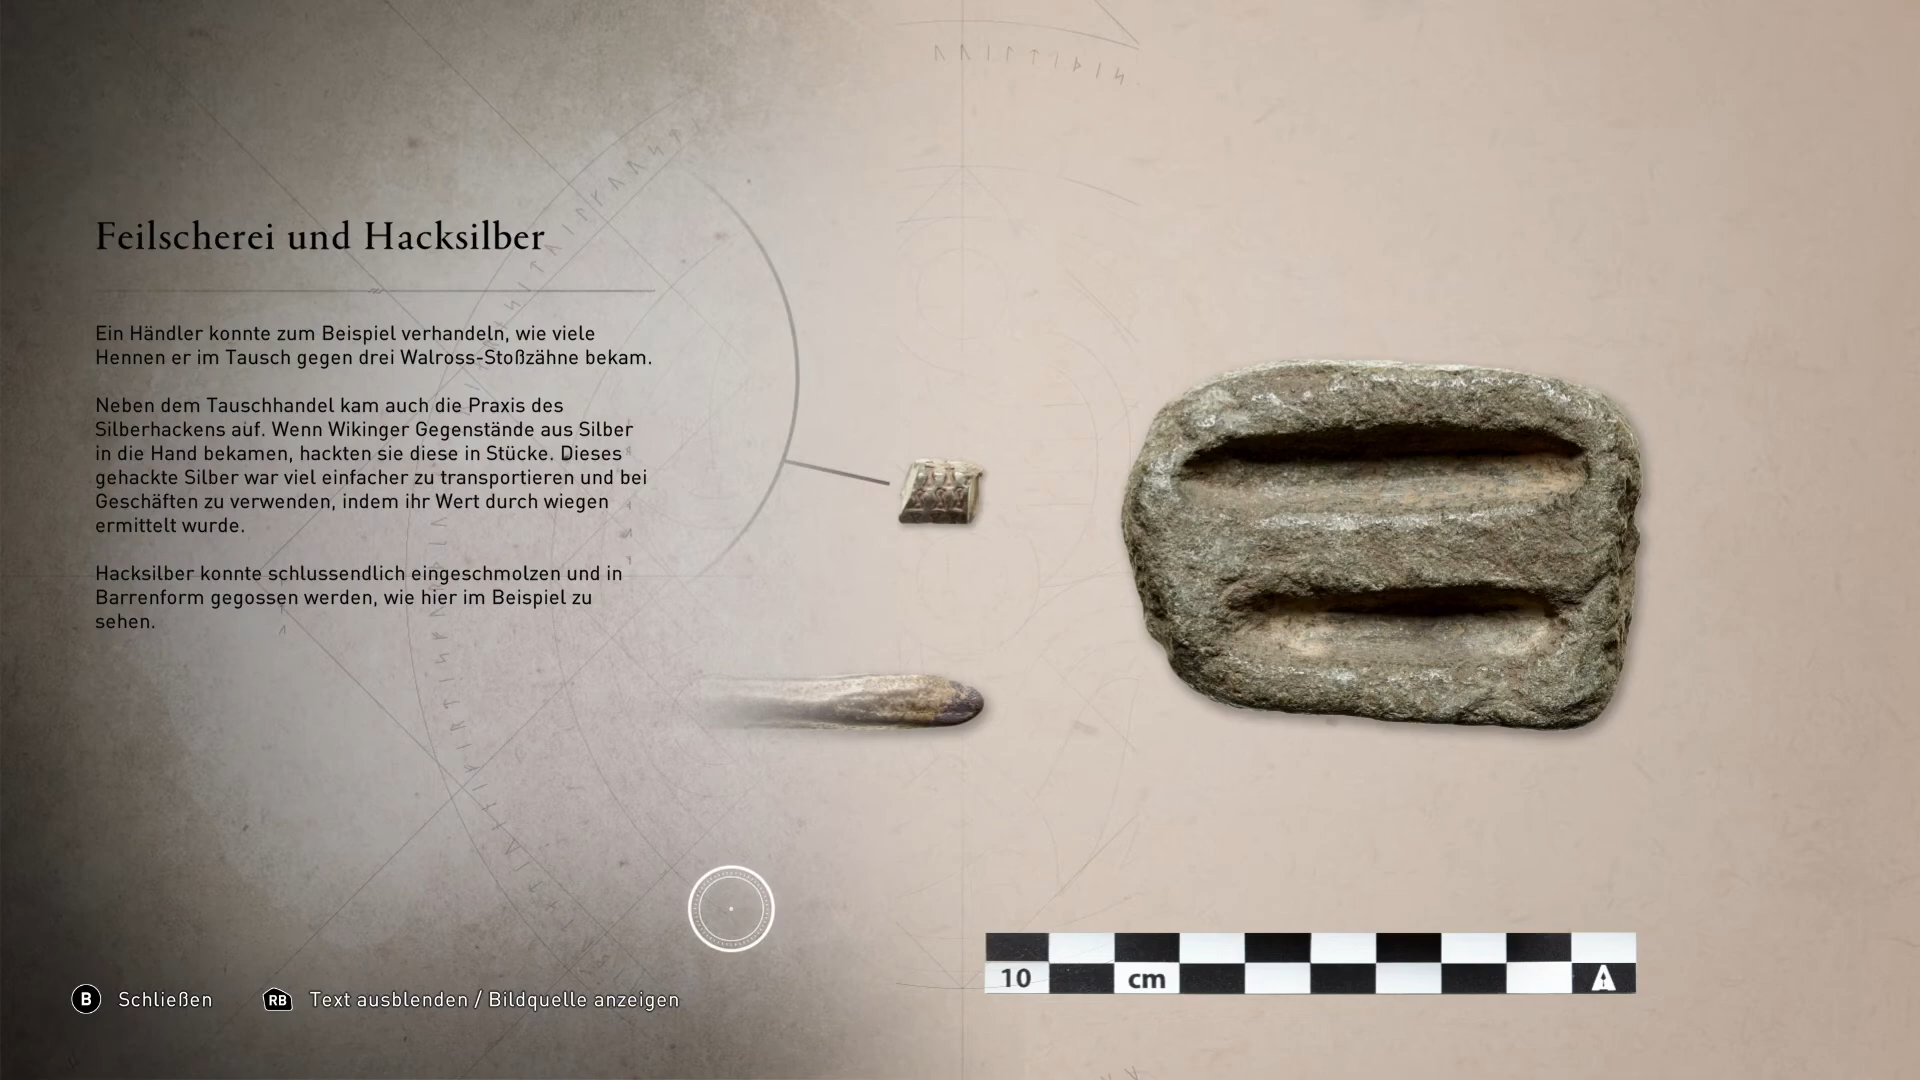 Feilscherei und Hacksilber
Ein Händler konnte zum Beispiel verhandeln, wie viele
Hennen er im Tausch gegen drei Walross-Stoßzähne bekam.
Neben dem Tauschhandel kam auch die Praxis des
Silberhackens auf. Wenn Wikinger Gegenstände aus Silber
in die Hand bekamen, hackten sie diese in Stücke. Dieses
gehackte Silber war viel einfacher zu transportieren und bei
Geschäften zu verwenden, indem ihr Wert durch wiegen
ermittelt wurde.
Hacksilber konnte schlussendlich eingeschmolzen und in
Barrenform gegossen werden, wie hier im Beispiel zu
sehen.
10 cm
B Schließen RB Text ausblenden / Bildquelle anzeigen